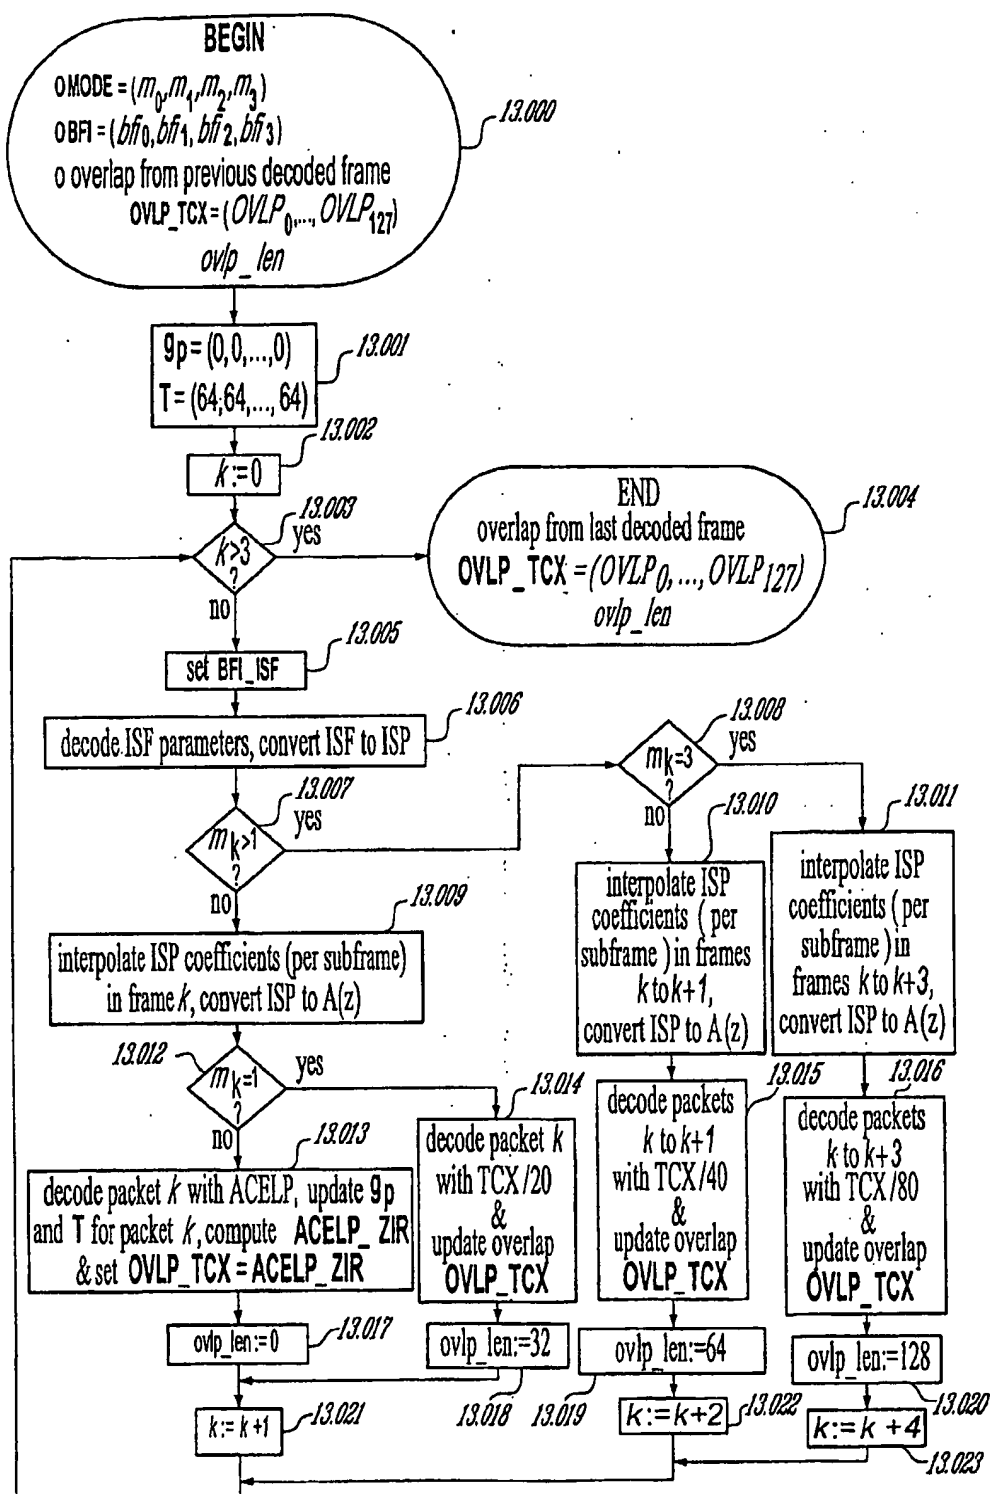 BEGIN
o MODE = (m0, m1, m2, m3)
o BFI = (bfi0, bfi1, bfi2, bfi3)
o overlap from previous decoded frame
OVLP_TCX = (OVLP0,..., OVLP127)
ovlp_len
13.000
gp = (0,0,...,0)
T = (64,64,..., 64)
13.001
13.002
k := 0
13.003
k>3
?
yes
no
END
overlap from last decoded frame
OVLP_TCX = (OVLP0, ..., OVLP127)
ovlp_len
13.004
13.005
set BFI_ISF
13.006
decode ISF parameters, convert ISF to ISP
13.007
mk>1
?
yes
no
13.008
mk=3
?
yes
no
13.009
interpolate ISP coefficients (per subframe)
in frame k, convert ISP to A(z)
13.010
interpolate ISP
coefficients ( per
subframe ) in frames
k to k+1,
convert ISP to A(z)
13.011
interpolate ISP
coefficients ( per
subframe ) in
frames k to k+3,
convert ISP to A(z)
13.012
mk=1
?
yes
no
13.013
decode packet k with ACELP, update gp
and T for packet k, compute ACELP_ZIR
& set OVLP_TCX = ACELP_ZIR
13.014
decode packet k
with TCX/20
&
update overlap
OVLP_TCX
13.015
decode packets
k to k+1
with TCX/40
&
update overlap
OVLP_TCX
13.016
decode packets
k to k+3
with TCX/80
&
update overlap
OVLP_TCX
ovlp_len:=0
13.017
ovlp_len:=32
13.018
ovlp_len:=64
13.019
ovlp_len:=128
13.020
k := k+1
13.021
k:= k+2
13.022
k:= k +4
13.023